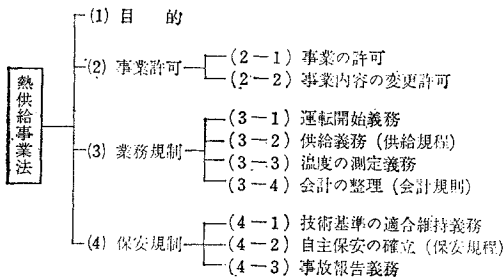 熱供給事業法
(1) 目的
(2) 事業許可
(2－1) 事業の許可
(2－2) 事業内容の変更許可
(3) 業務規制
(3－1) 運転開始義務
(3－2) 供給義務 (供給規程)
(3－3) 温度の測定義務
(3－4) 会計の整理 (会計規則)
(4) 保安規制
(4－1) 技術基準の適合維持義務
(4－2) 自主保安の確立 (保安規程)
(4－3) 事故報告義務